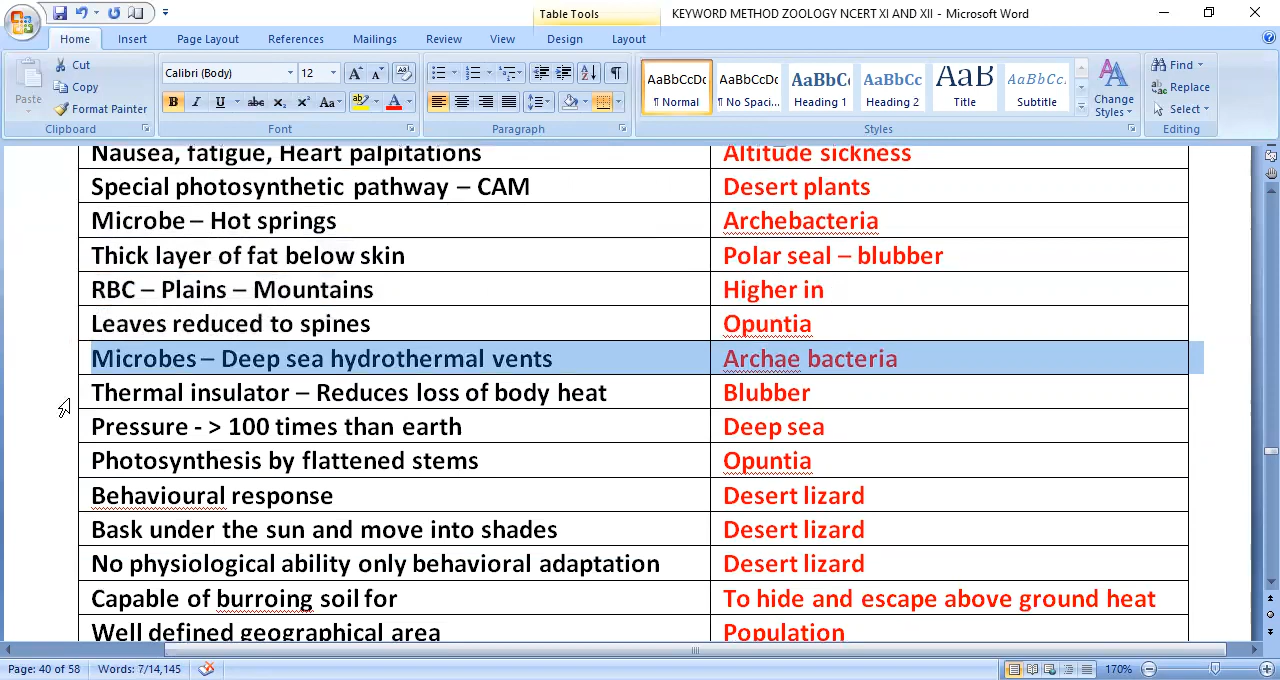 Table Tools
KEYWORD METHOD ZOOLOGY NCERT XI AND XII - Microsoft Word
Home Insert Page Layout References Mailings Review View Design Layout
Paste
Cut
Copy
Format Painter
Clipboard
Calibri (Body) 12
B I U abc X₂ X² Aa ab A
Font
Paragraph
AaBbCcDc AaBbCcDc AaBbC AaBbCc AaB AaBbCc.
¶ Normal ¶ No Spaci... Heading 1 Heading 2 Title Subtitle
Change Styles
Styles
Find
Replace
Select
Editing
Nausea, fatigue, Heart palpitations Altitude sickness
Special photosynthetic pathway – CAM Desert plants
Microbe – Hot springs Archebacteria
Thick layer of fat below skin Polar seal – blubber
RBC – Plains – Mountains Higher in
Leaves reduced to spines Opuntia
Microbes – Deep sea hydrothermal vents Archae bacteria
Thermal insulator – Reduces loss of body heat Blubber
Pressure - > 100 times than earth Deep sea
Photosynthesis by flattened stems Opuntia
Behavioural response Desert lizard
Bask under the sun and move into shades Desert lizard
No physiological ability only behavioral adaptation Desert lizard
Capable of burroing soil for To hide and escape above ground heat
Well defined geographical area Population
Page: 40 of 58 Words: 7/14,145 170%